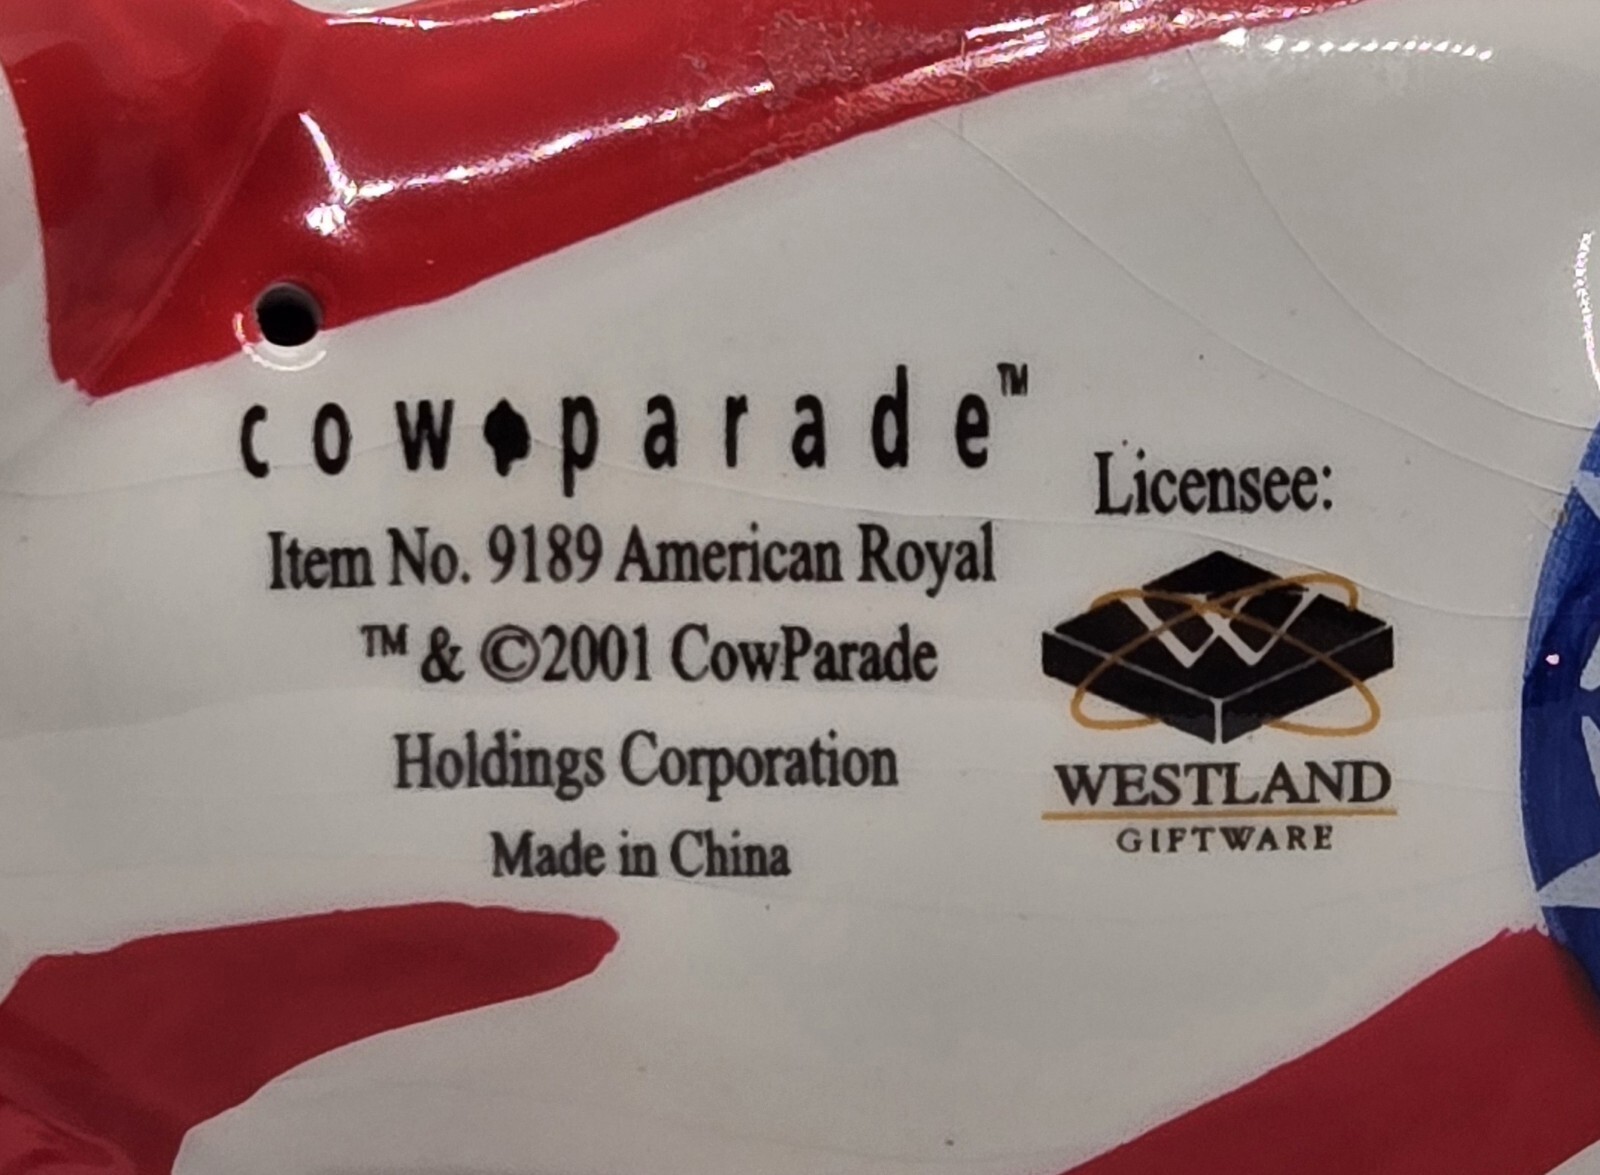 cow parade™
Item No. 9189 American Royal
™ & ©2001 CowParade
Holdings Corporation
Made in China
Licensee:
W
WESTLAND
GIFTWARE